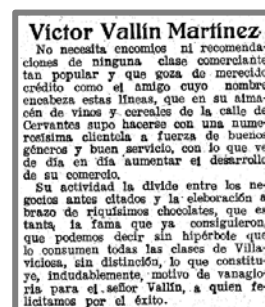 Víctor Vallín Martínez
No necesita encomios ni recomenda
ciones de ninguna clase comerciante
tan popular y que goza de merecido
crédito como el amigo cuyo nombre
encabeza estas líneas, que en su alma-
cén de vinos y cereales de la calle de
Cervantes supo hacerse con una nume
rosísima clientela a fuerza de buenos
géneros y buen servicio, con lo que ve
de día en día aumentar el desarrollo
de su comercio.
Su actividad la divide entre los ne-
gocios antes citados y la elaboración a
brazo de riquísimos chocolates, que es
tanta la fama que ya consiguieron,
que podemos decir sin hipérbole que
lo consumen todas las clases de Villa-
viciosa, sin distinción, lo que constitu-
ye, indudablemente, motivo de vanaglo-
ria para el señor Vallín, a quien fe-
licitamos por el éxito.